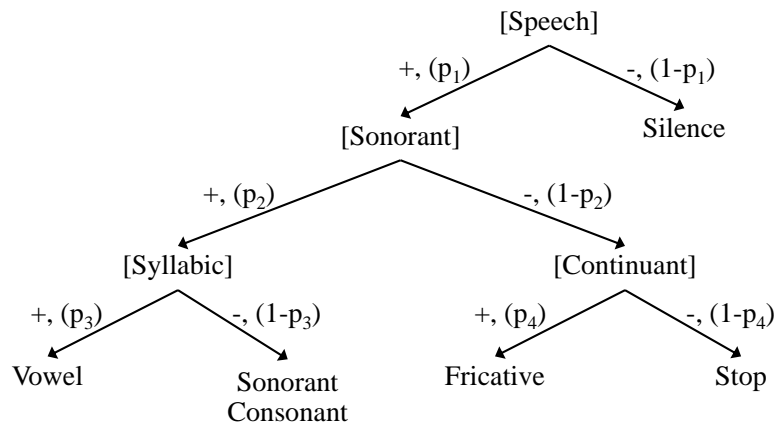 [Speech]
+, (p₁)
-, (1-p₁)
[Sonorant]
Silence
+, (p₂)
-, (1-p₂)
[Syllabic]
[Continuant]
+, (p₃)
-, (1-p₃)
+, (p₄)
-, (1-p₄)
Vowel
Sonorant
Consonant
Fricative
Stop